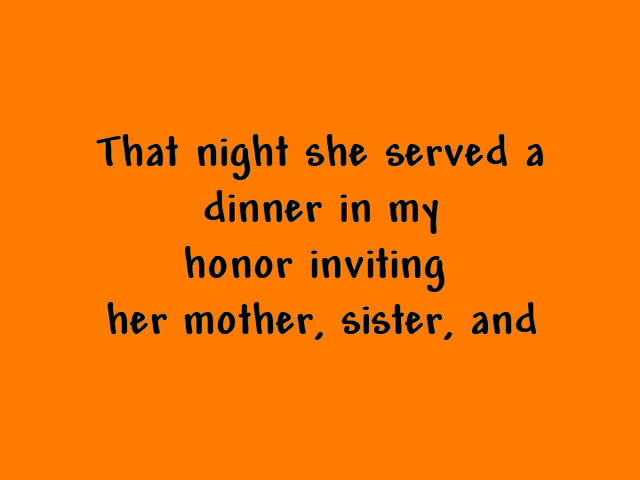 That night she served a
dinner in my
honor inviting
her mother, sister, and